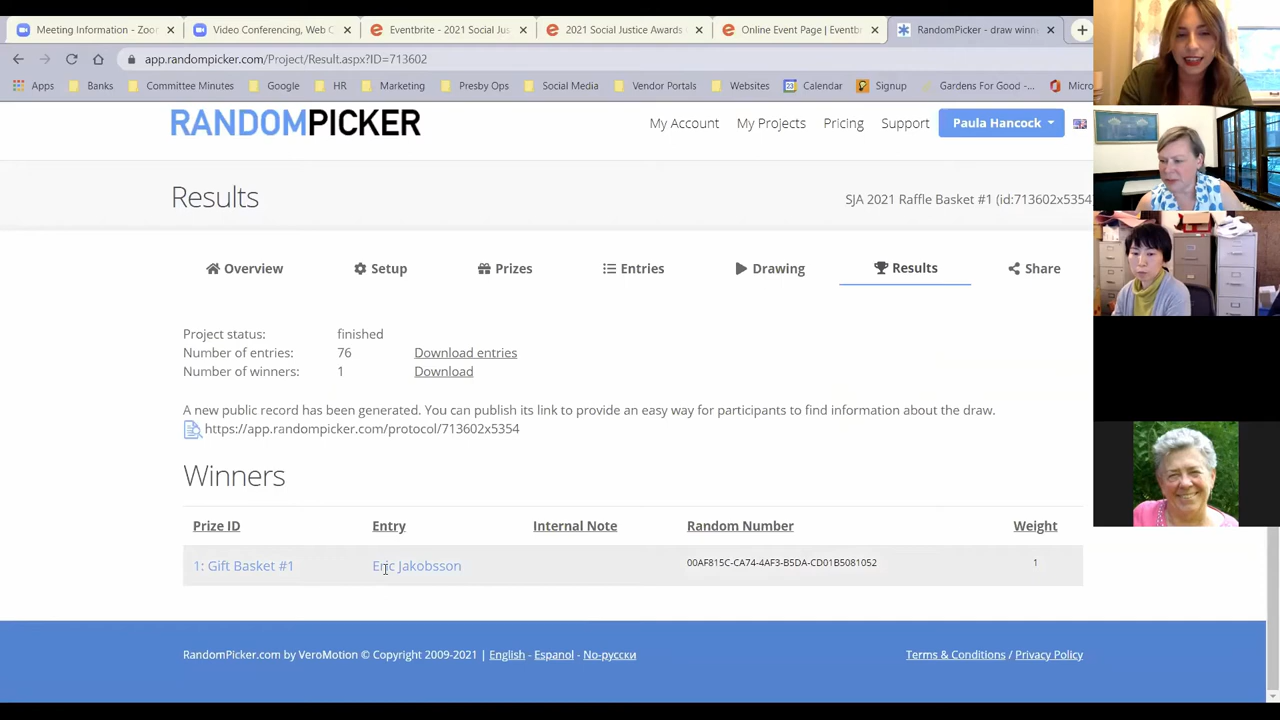 Meeting Information - Zoo
Video Conferencing, Web C
Eventbrite - 2021 Social Jus
2021 Social Justice Awards
Online Event Page | Eventb
RandomPicker - draw winn
app.randompicker.com/Project/Result.aspx?ID=713602
Apps Banks Committee Minutes Google HR Marketing Presby Ops Social Media Vendor Portals Websites Calendar Signup Gardens For Good -... Micro
RANDOMPICKER
My Account My Projects Pricing Support Paula Hancock
Results
SJA 2021 Raffle Basket #1 (id:713602x5354
Overview Setup Prizes Entries Drawing Results Share
Project status: finished
Number of entries: 76 Download entries
Number of winners: 1 Download
A new public record has been generated. You can publish its link to provide an easy way for participants to find information about the draw.
https://app.randompicker.com/protocol/713602x5354
Winners
Prize ID Entry Internal Note Random Number Weight
1: Gift Basket #1 Eric Jakobsson 00AF815C-CA74-4AF3-B5DA-CD01B5081052 1
RandomPicker.com by VeroMotion © Copyright 2009-2021 | English - Espanol - No-русски
Terms & Conditions / Privacy Policy